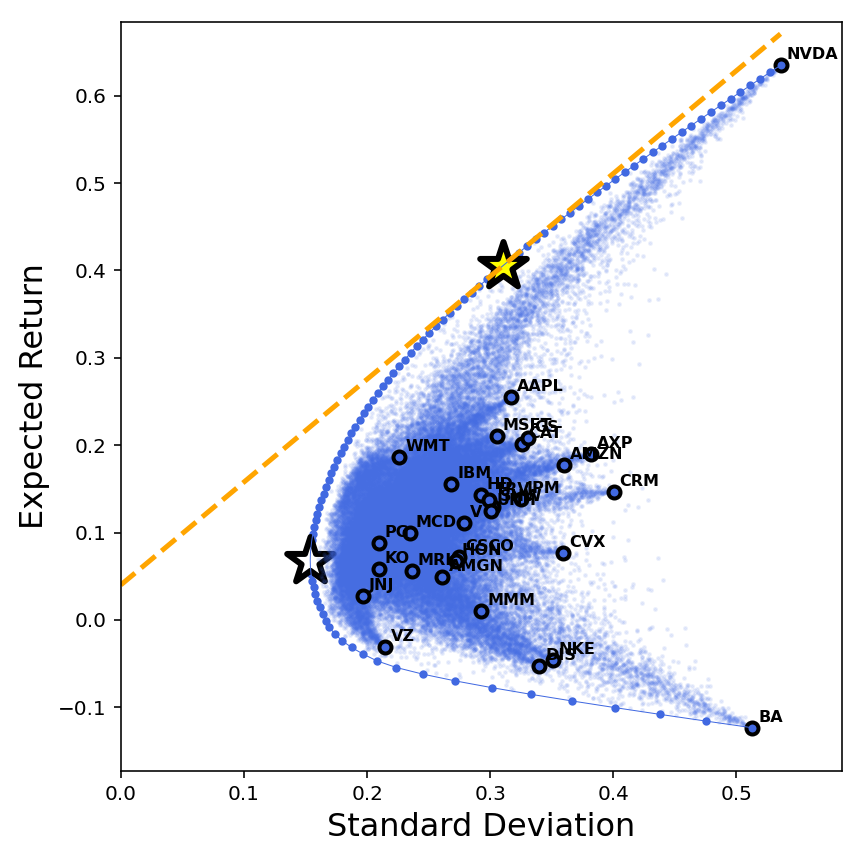 NVDA
0.6
0.5
0.4
0.3
AAPL
MSFT
CAT
AXP
AMZN
0.2
WMT
IBM
HD
CRM
V
MCD
0.1
PG
CSCO
HON
CVX
KO
MRK
AMGN
JNJ
MMM
0.0
VZ
NKE
DIS
−0.1
BA
0.0
0.1
0.2
0.3
0.4
0.5
Standard Deviation
Expected Return